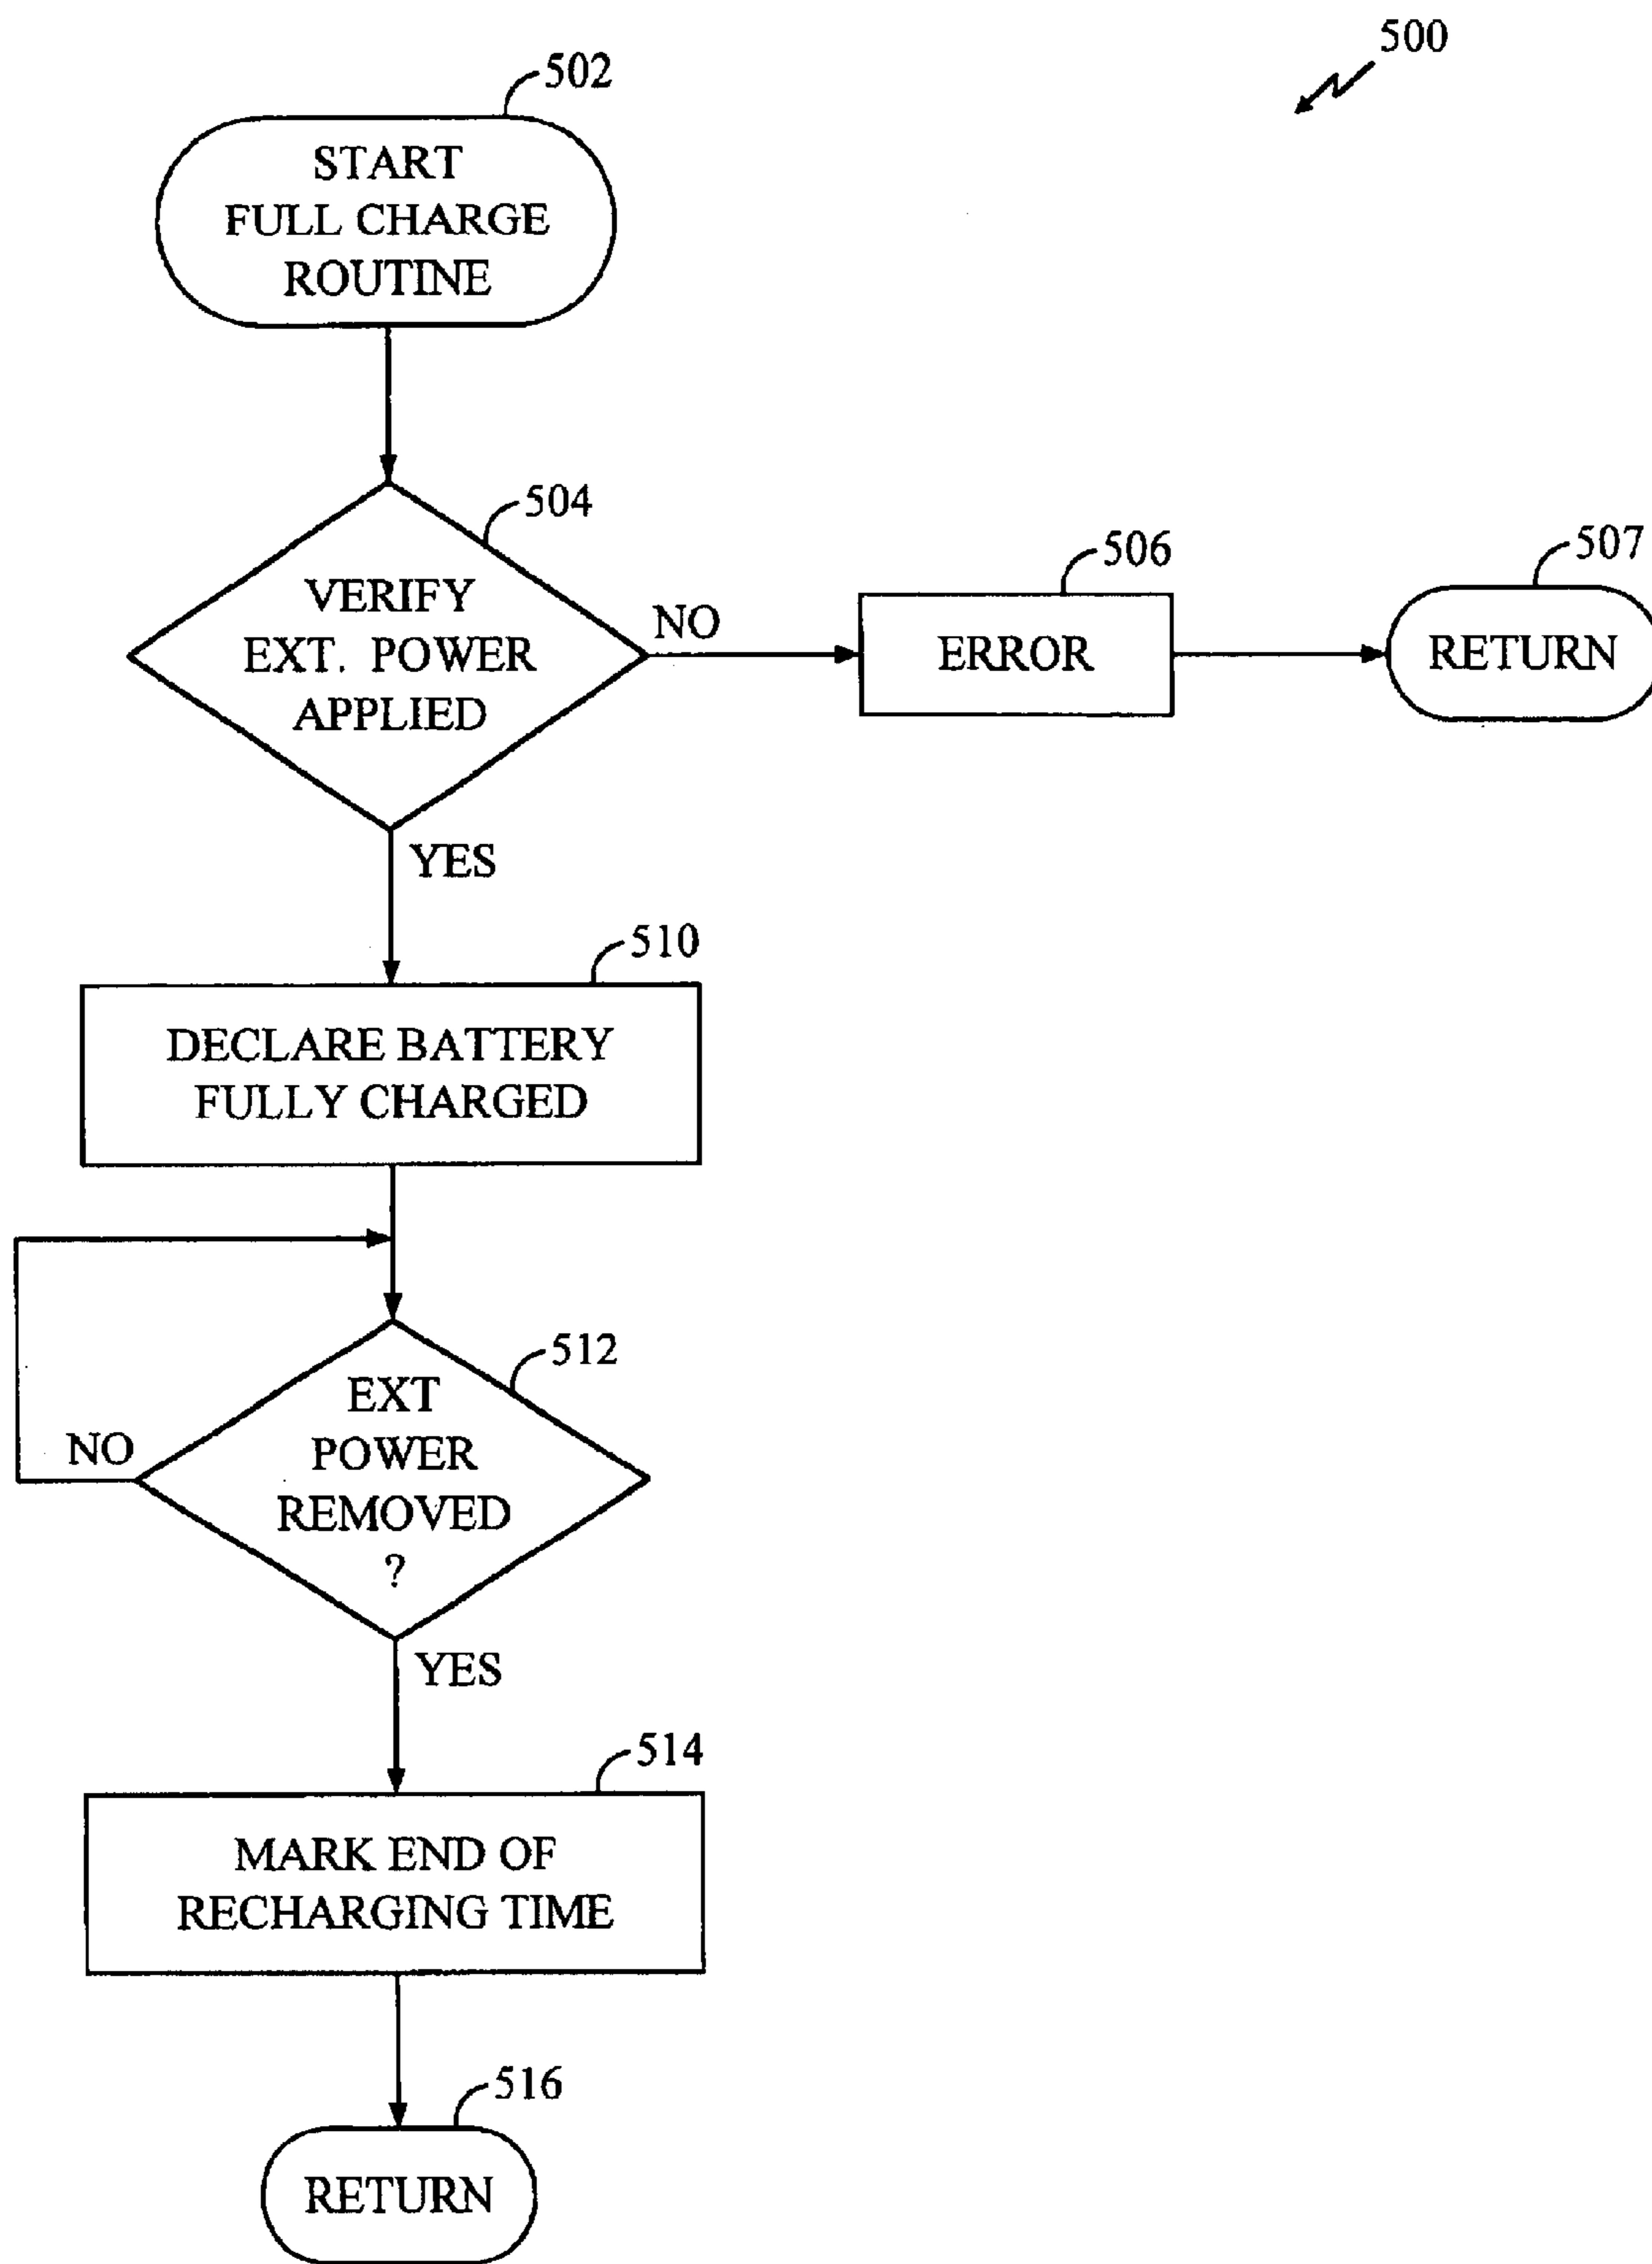 500
502
START
FULL CHARGE
ROUTINE
504
VERIFY
EXT. POWER
APPLIED
NO
506
ERROR
507
RETURN
YES
510
DECLARE BATTERY
FULLY CHARGED
512
EXT
POWER
REMOVED
?
NO
YES
514
MARK END OF
RECHARGING TIME
516
RETURN